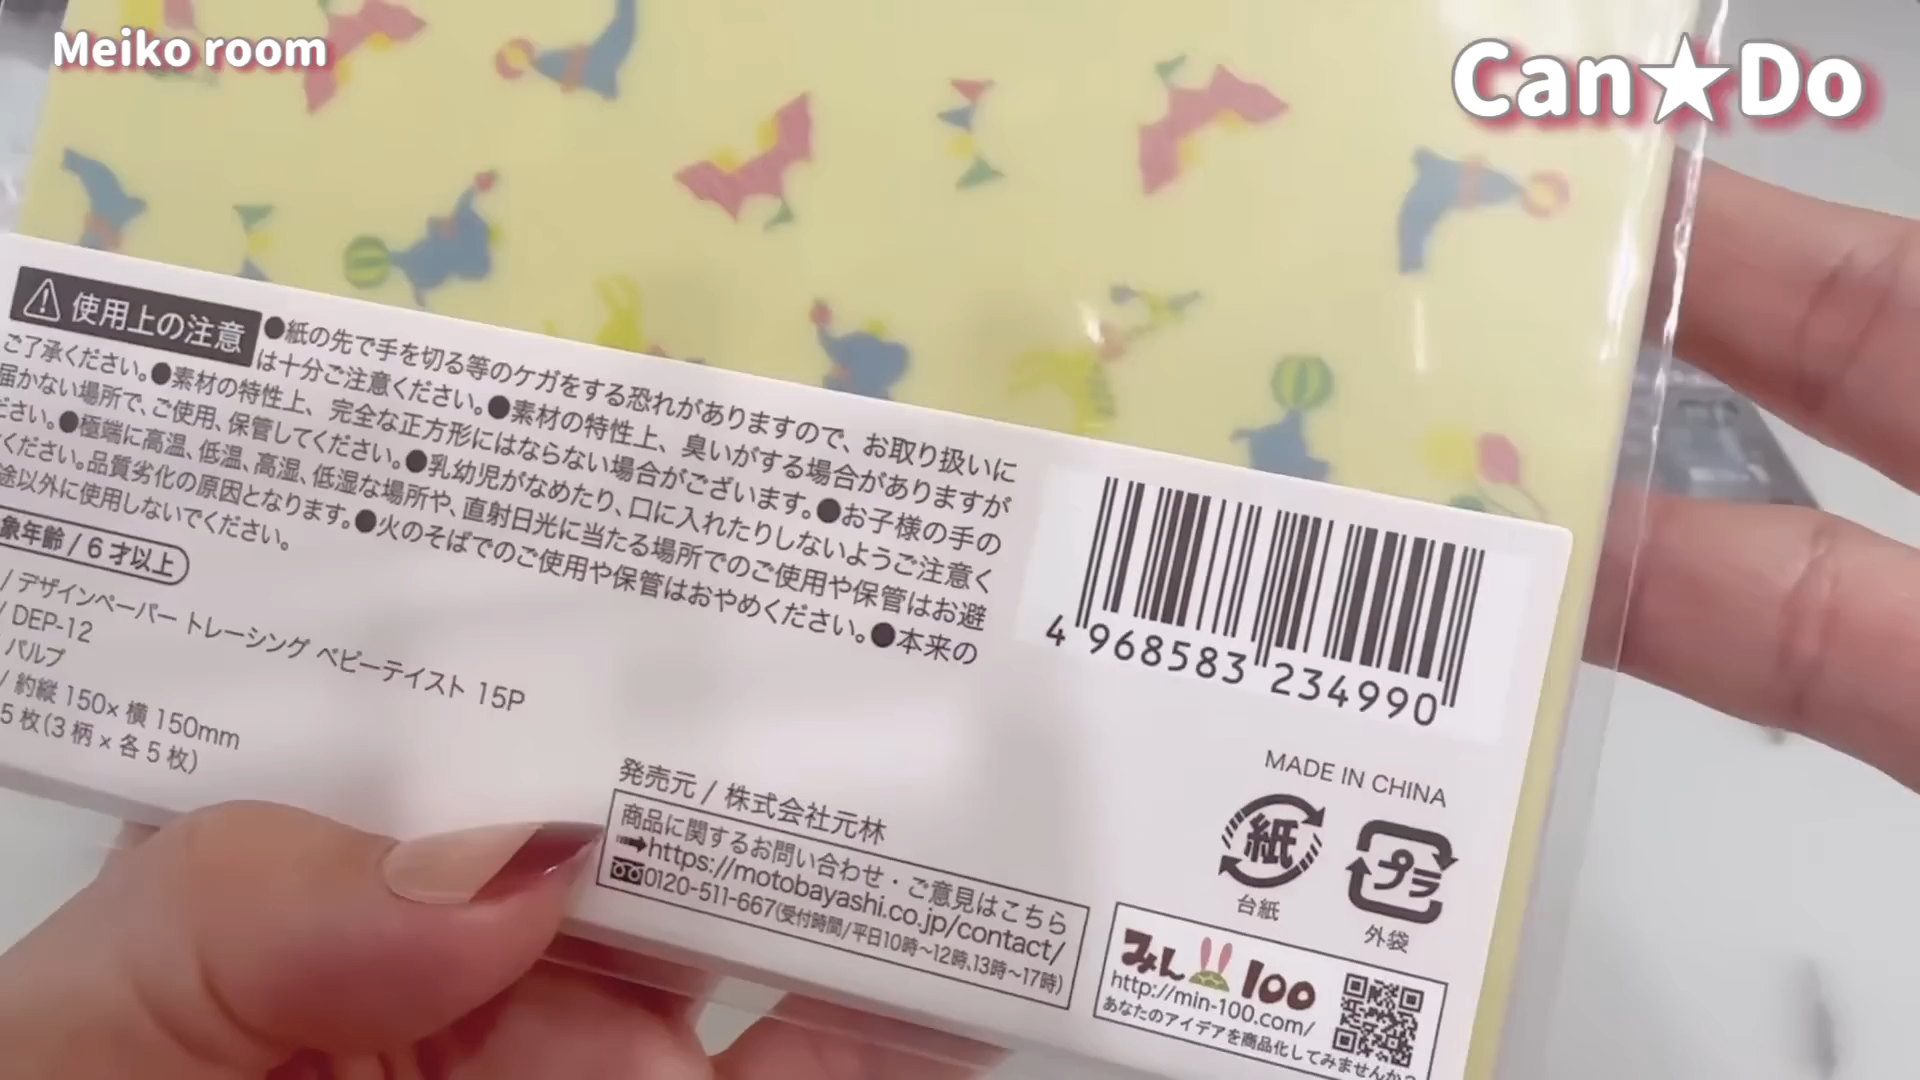 Meiko room
Can★Do
使用上の注意
●紙の先で手を切る等のケガをする恐れがありますので、お取り扱いに
は十分ご注意ください。●素材の特性上、臭いがする場合がありますが
ご了承ください。●素材の特性上、完全な正方形にはならない場合がございます。●お子様の手の
届かない場所で、ご使用、保管してください。●乳幼児がなめたり、口に入れたりしないようご注意く
ださい。●極端に高温、低温、高湿、低湿な場所や、直射日光に当たる場所でのご使用や保管はお避
ください。品質劣化の原因となります。●火のそばでのご使用や保管はおやめください。●本来の
途以外に使用しないでください。
象年齢/6才以上
/デザインペーパー トレーシング ベビーテイスト 15P
/DEP-12
パルプ
/約縦 150×横 150mm
5枚(3柄×各5枚)
4 968583 234990
MADE IN CHINA
紙
台紙
プラ
外袋
発売元/株式会社元林
商品に関するお問い合わせ・ご意見はこちら
➡https://motobayashi.co.jp/contact/
0120-511-667(受付時間/平日10時～12時、13時～17時)
みん100
http://min-100.com/
あなたのアイデアを商品化してみませんか?